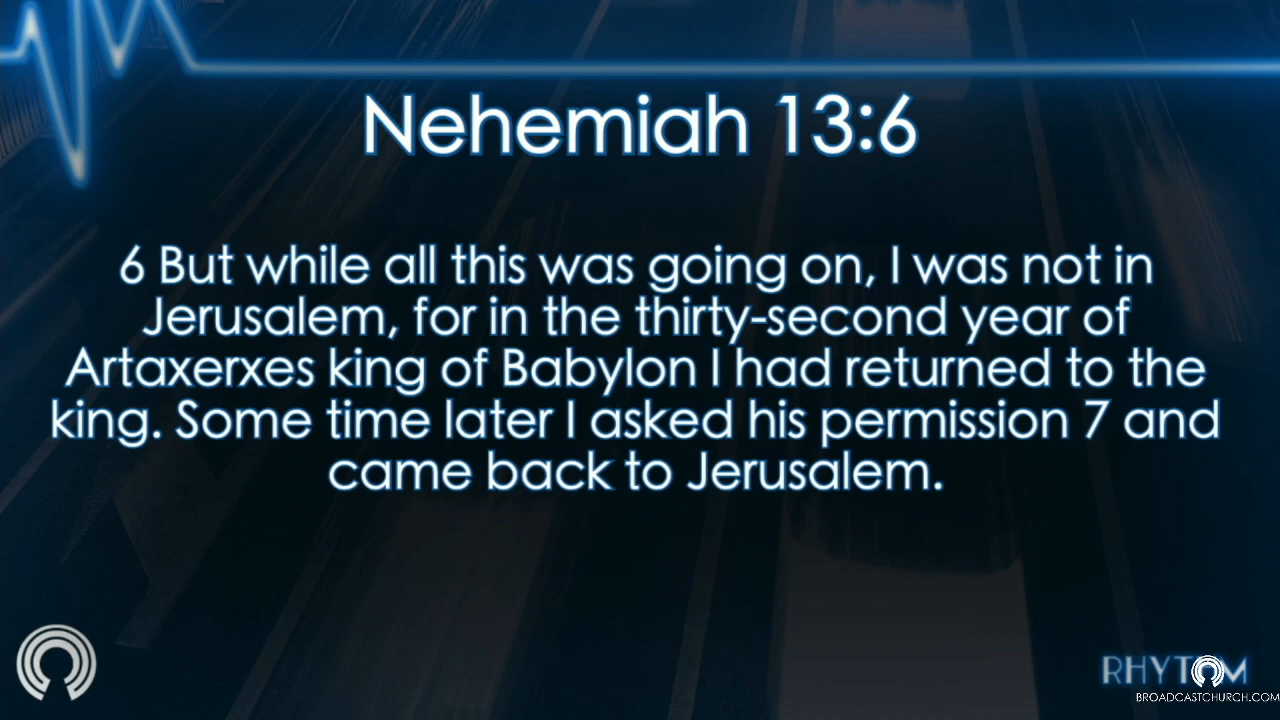 Nehemiah 13:6
6 But while all this was going on, I was not in
Jerusalem, for in the thirty-second year of
Artaxerxes king of Babylon I had returned to the
king. Some time later I asked his permission 7 and
came back to Jerusalem.
BROADCASTCHURCH.COM